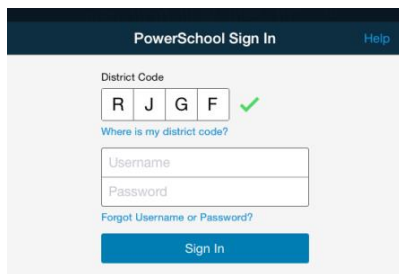 PowerSchool Sign In Help
District Code
R J G F
Where is my district code?
Username
Password
Forgot Username or Password?
Sign In